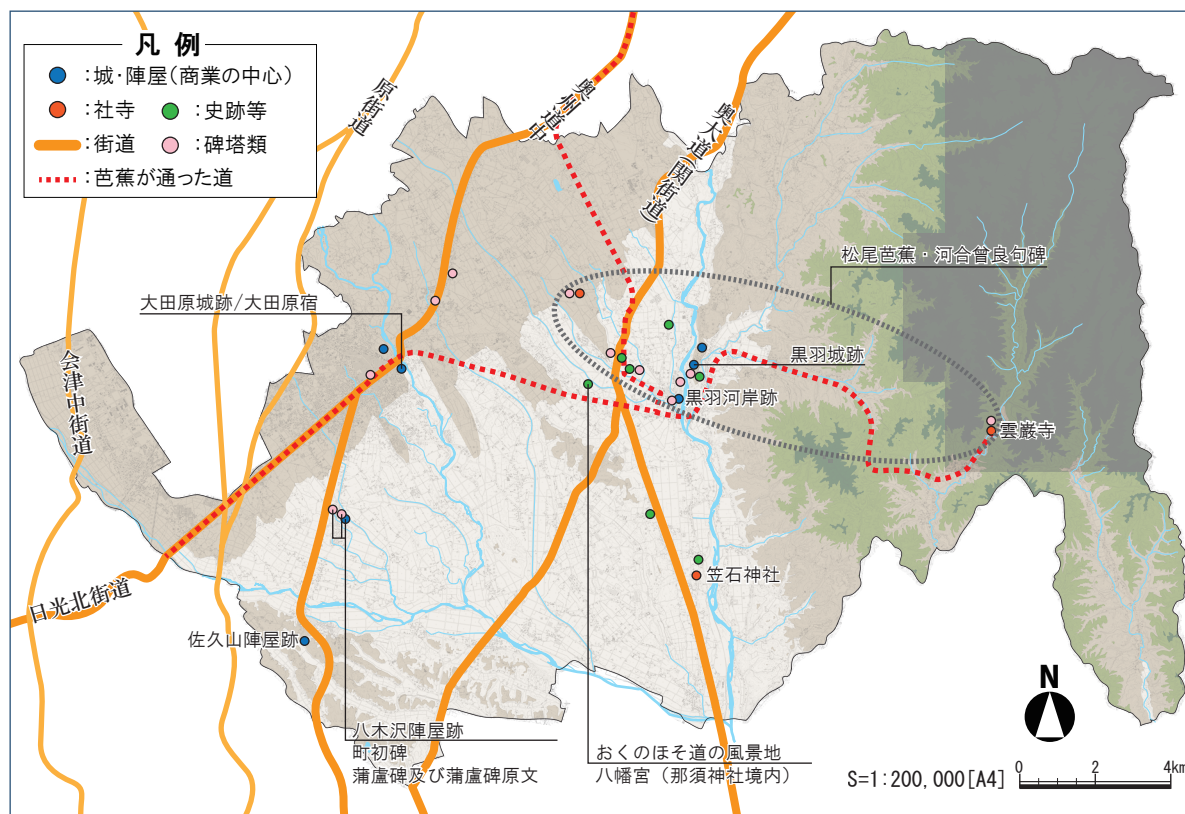 凡 例
:城・陣屋(商業の中心)
:社寺
:史跡等
:街道
:碑塔類
:芭蕉が通った道
原街道
奥州道中
奥大道(関街道)
松尾芭蕉・河合曾良句碑
大田原城跡/大田原宿
会津中街道
黒羽城跡
黒羽河岸跡
雲巌寺
笠石神社
日光北街道
佐久山陣屋跡
八木沢陣屋跡
町初碑
蒲盧碑及び蒲盧碑原文
おくのほそ道の風景地
八幡宮（那須神社境内）
N
S=1:200,000[A4]
0 2 4km